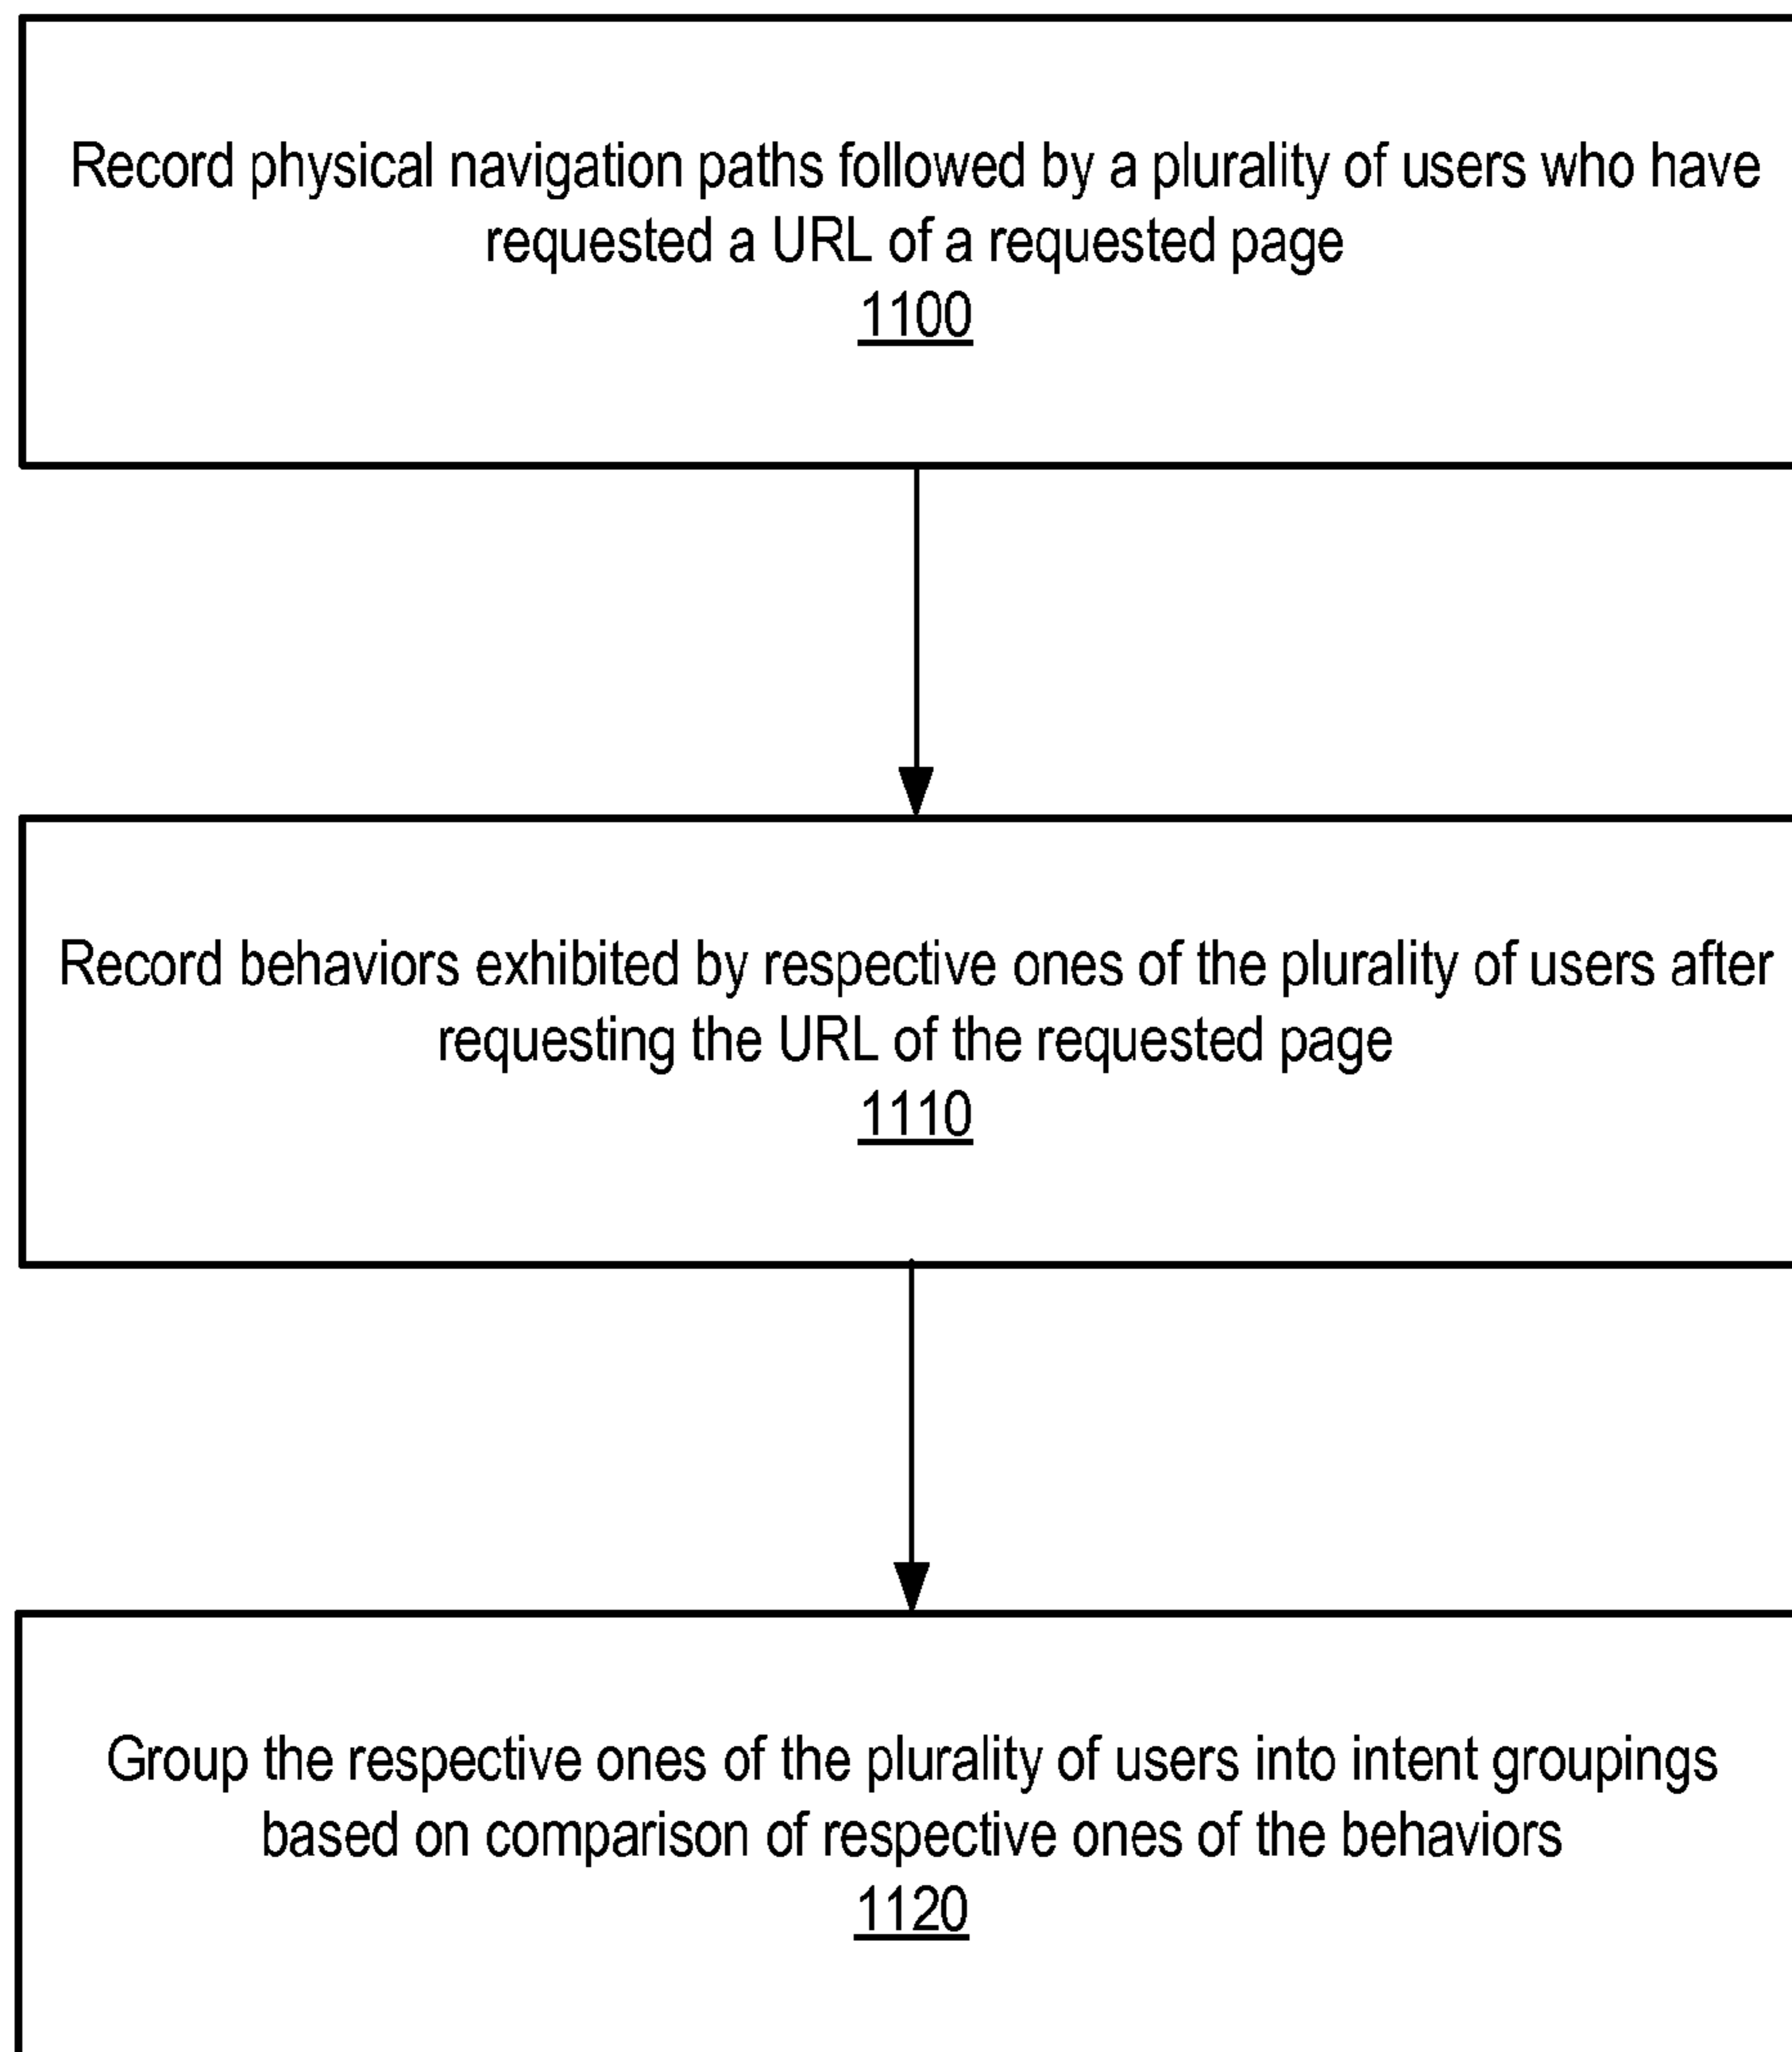 Record physical navigation paths followed by a plurality of users who have
requested a URL of a requested page
1100
Record behaviors exhibited by respective ones of the plurality of users after
requesting the URL of the requested page
1110
Group the respective ones of the plurality of users into intent groupings
based on comparison of respective ones of the behaviors
1120